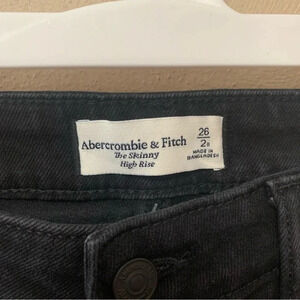 Abercrombie & Fitch
The Skinny
High Rise
26
2R
MADE IN
BANGLADESH